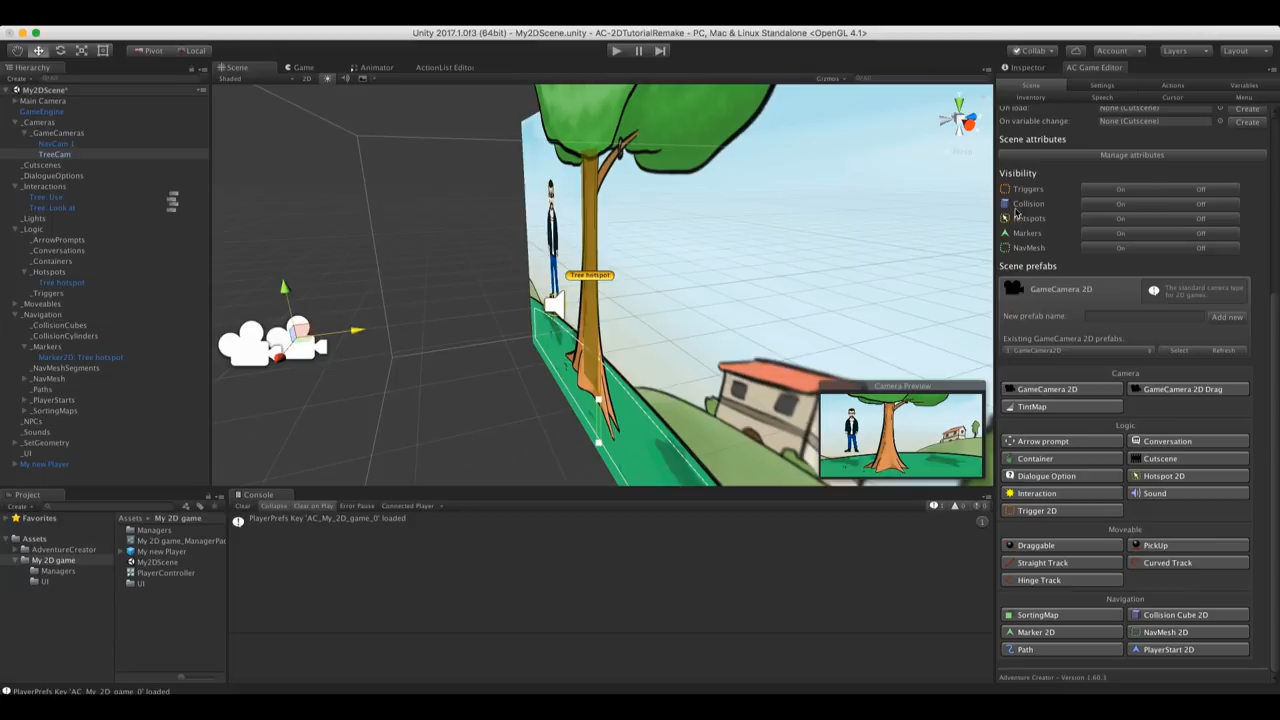 Unity 2017.1.0f3 (64bit) - My2DScene.unity - AC-2DTutorialRemake - PC, Mac & Linux Standalone <OpenGL 4.1>
Pivot Local Collab Account Layers Layout
Hierarchy
Create All
My2DScene*
Main Camera
GameEngine
_Cameras
_GameCameras
NavCam 1
TreeCam
_Cutscenes
_DialogueOptions
_Interactions
Tree: Use
Tree: Look at
_Lights
_Logic
_ArrowPrompts
_Conversations
_Containers
_Hotspots
Tree hotspot
_Triggers
_Moveables
_Navigation
_CollisionCubes
_CollisionCylinders
_Markers
Marker2D: Tree hotspot
_NavMeshSegments
_NavMesh
_Paths
_PlayerStarts
_SortingMaps
_NPCs
_Sounds
_SetGeometry
_UI
My new Player
Scene Game Animator ActionList Editor
Shaded 2D Gizmos All
Persp
Tree hotspot
Camera Preview
Inspector AC Game Editor
Scene Settings Actions Variables
Inventory Speech Cursor Menu
On load: None (Cutscene) Create
On variable change: None (Cutscene) Create
Scene attributes
Manage attributes
Visibility
Triggers On Off
Collision On Off
Hotspots On Off
Markers On Off
NavMesh On Off
Scene prefabs
GameCamera 2D The standard camera type for 2D games.
New prefab name: Add new
Existing GameCamera 2D prefabs:
1. GameCamera2D Select Refresh
Camera
GameCamera 2D GameCamera 2D Drag
TintMap
Logic
Arrow prompt Conversation
Container Cutscene
Dialogue Option Hotspot 2D
Interaction Sound
Trigger 2D
Moveable
Draggable PickUp
Straight Track Curved Track
Hinge Track
Navigation
SortingMap Collision Cube 2D
Marker 2D NavMesh 2D
Path PlayerStart 2D
Adventure Creator - Version 1.60.3
Project
Create
Favorites
Assets
AdventureCreator
My 2D game
Managers
UI
Assets My 2D game
Managers
My 2D game_ManagerPac
My new Player
My2DScene
PlayerController
UI
Console
Clear Collapse Clear on Play Error Pause Connected Player 1 0 0
PlayerPrefs Key 'AC_My_2D_game_0' loaded 1
PlayerPrefs Key 'AC_My_2D_game_0' loaded